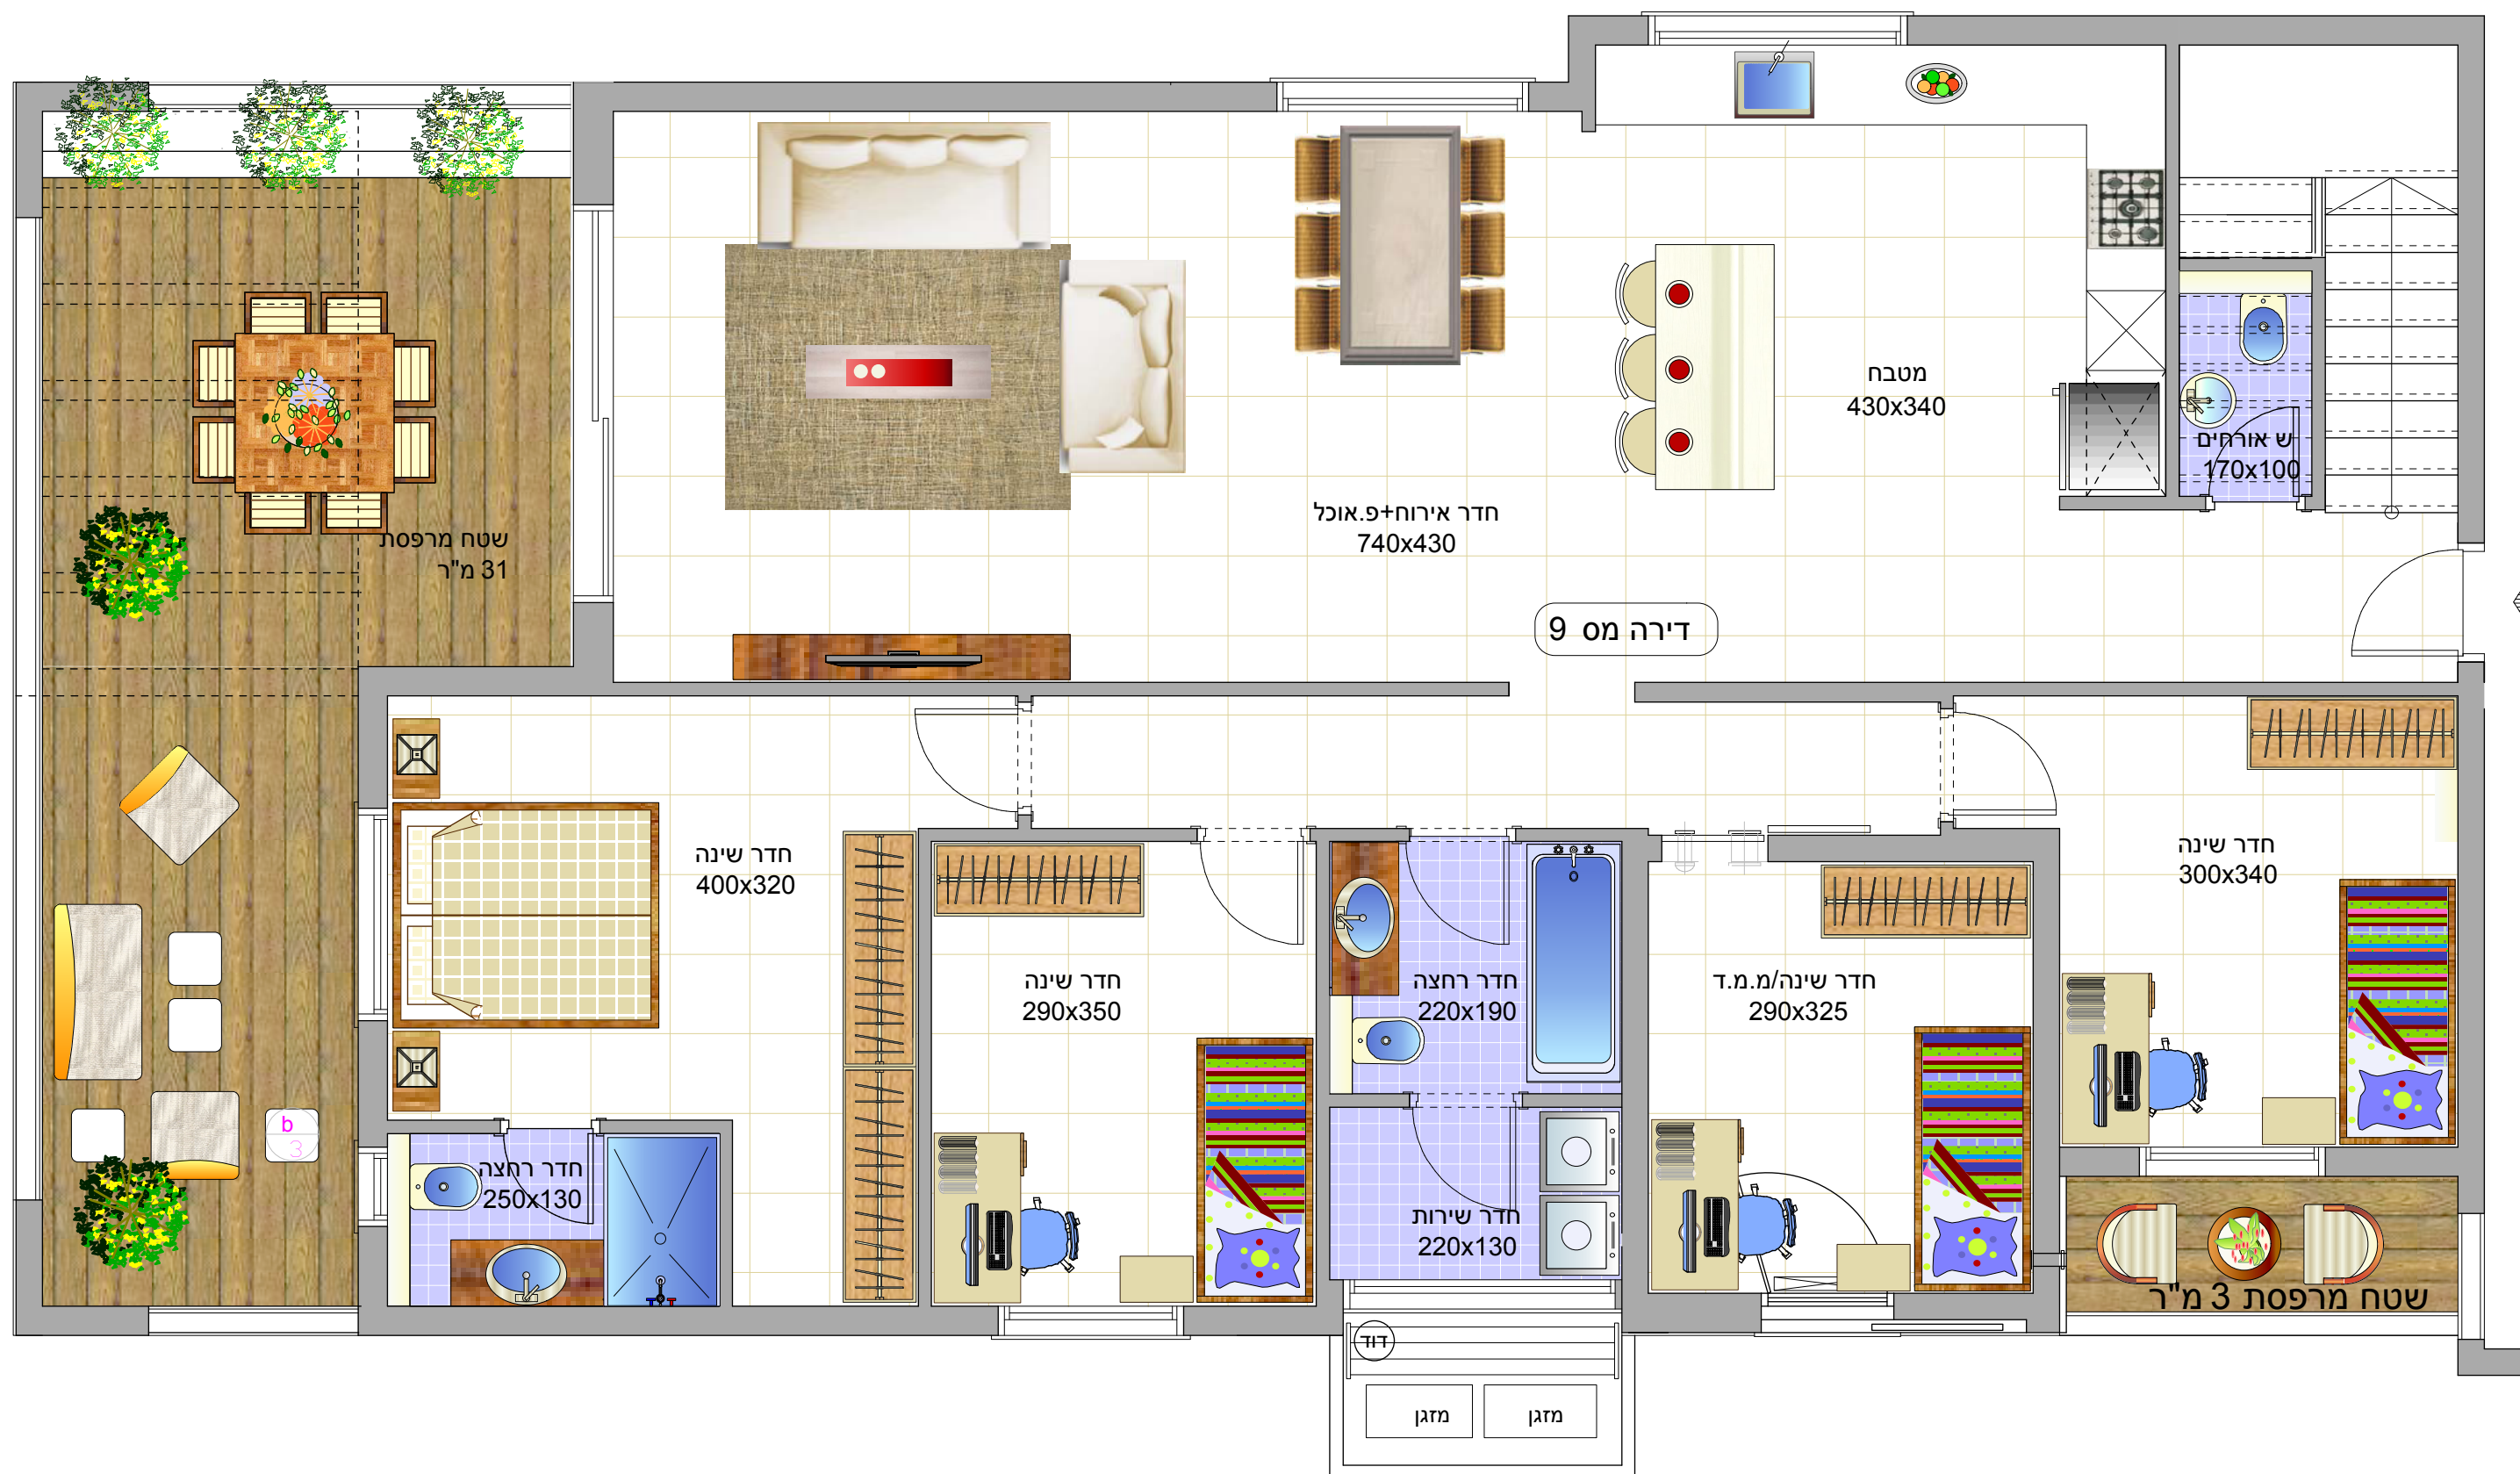 מטבח
430x340
ש אורחים
170x100
חדר אירוח+פ.אוכל
740x430
שטח מרפסת
31 מ"ר
דירה מס 9
חדר שינה
300x340
חדר שינה
400x320
חדר שינה/מ.מ.ד
290x325
חדר רחצה
220x190
חדר שינה
290x350
חדר רחצה
250x130
חדר שירות
220x130
b
3
שטח מרפסת 3 מ"ר
דוד
מזגן
מזגן